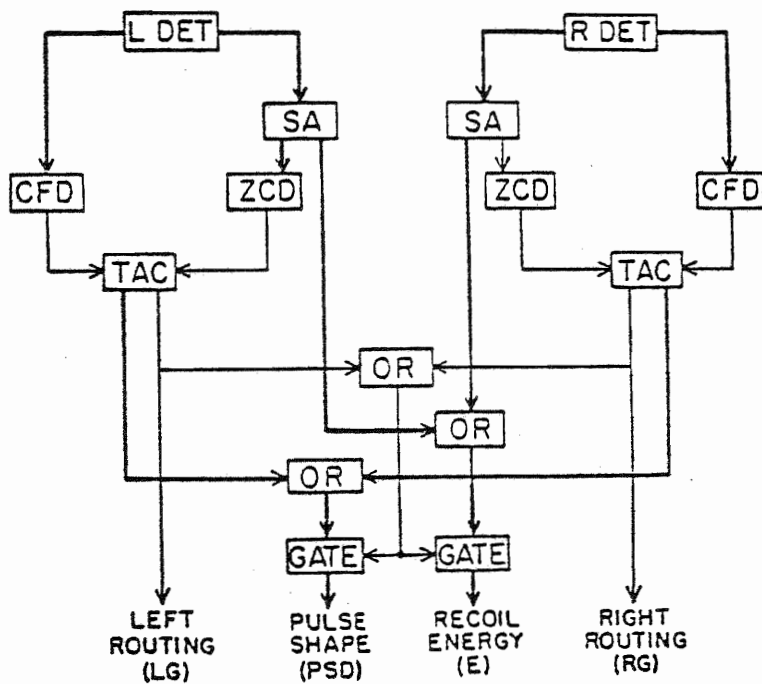 L DET
R DET
SA
SA
CFD
ZCD
ZCD
CFD
TAC
TAC
OR
OR
OR
GATE
GATE
LEFT
ROUTING
(LG)
PULSE
SHAPE
(PSD)
RECOIL
ENERGY
(E)
RIGHT
ROUTING
(RG)